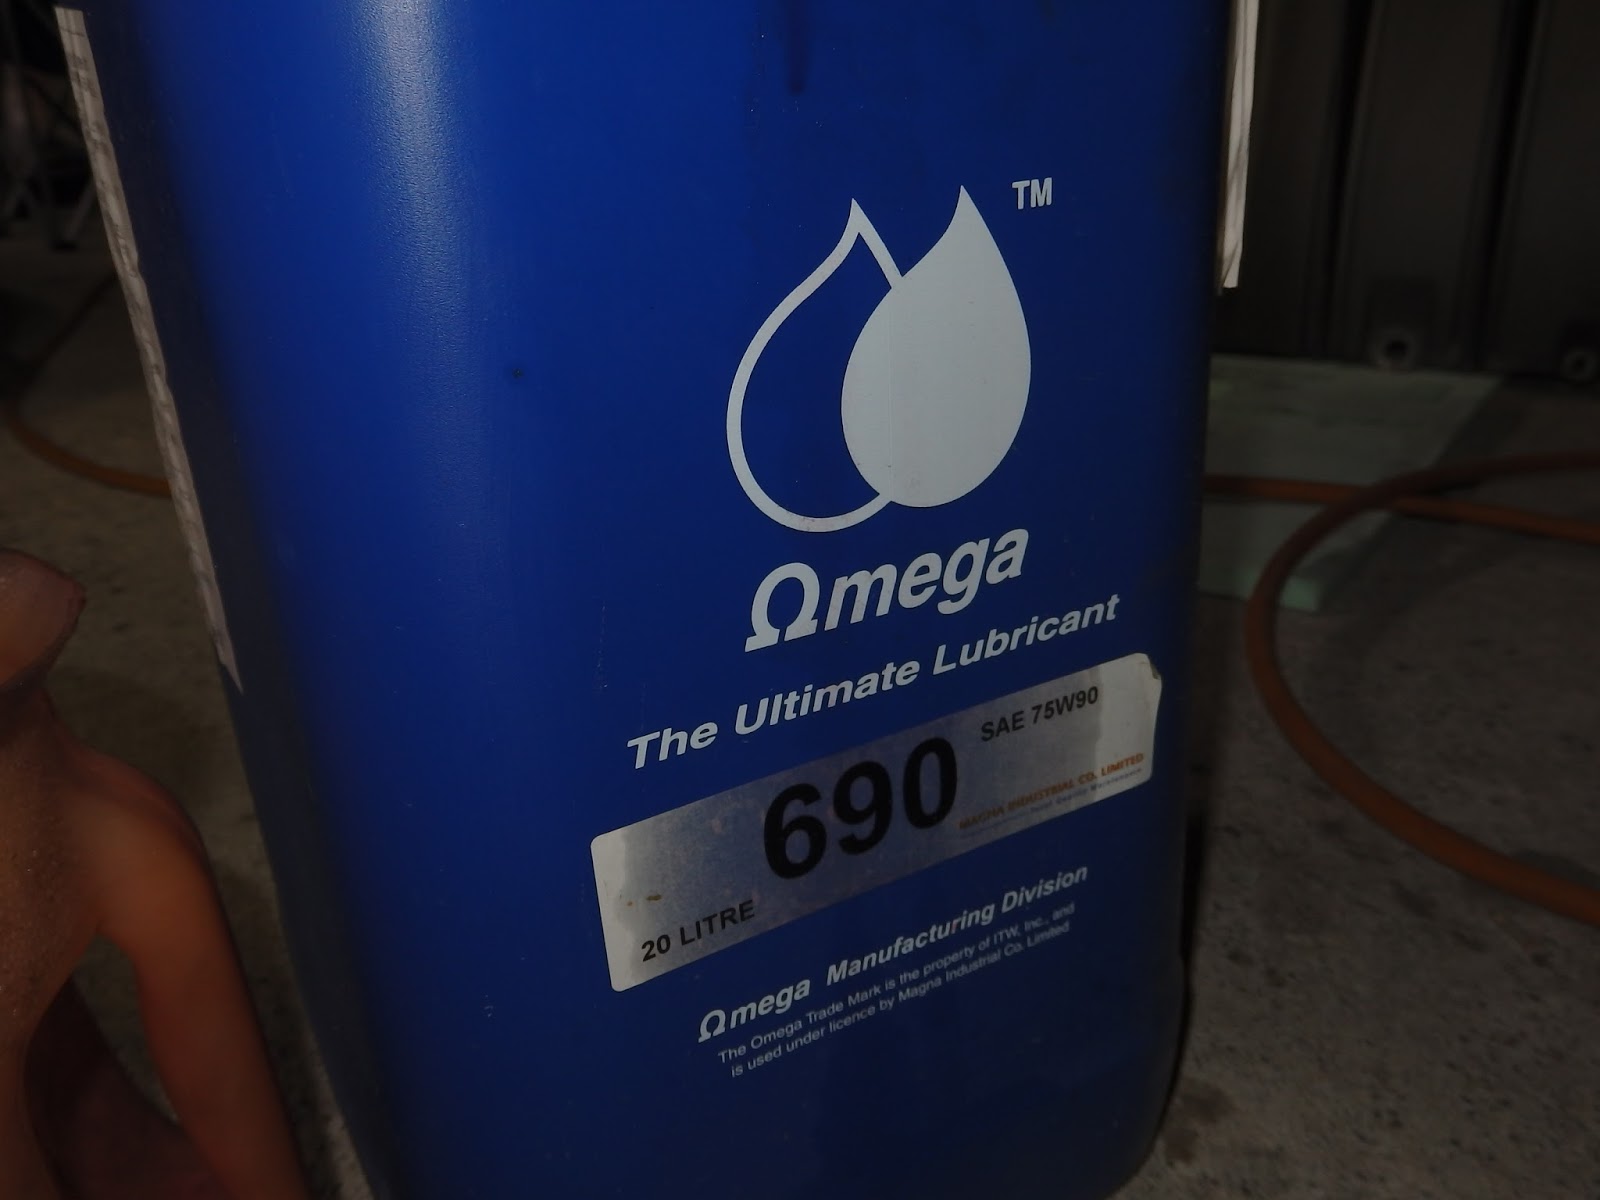 TM
Ωmega
The Ultimate Lubricant
690
SAE 75W90
MAGNA INDUSTRIAL CO. LIMITED
20 LITRE
Ωmega Manufacturing Division
The Omega Trade Mark is the property of ITW, Inc., and
is used under licence by Magna Industrial Co. Limited